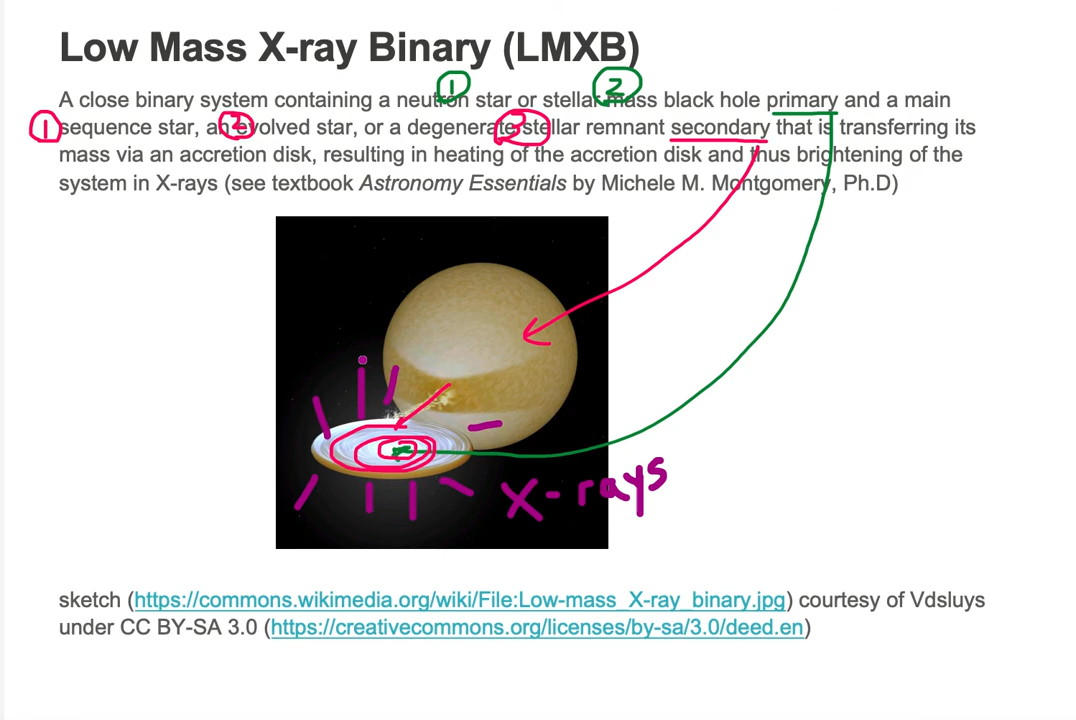 Low Mass X-ray Binary (LMXB)
1 2
A close binary system containing a neutron star or stellar mass black hole primary and a main
1 2 3
sequence star, an evolved star, or a degenerate stellar remnant secondary that is transferring its
mass via an accretion disk, resulting in heating of the accretion disk and thus brightening of the
system in X-rays (see textbook Astronomy Essentials by Michele M. Montgomery, Ph.D)
X-rays
sketch (https://commons.wikimedia.org/wiki/File:Low-mass_X-ray_binary.jpg) courtesy of Vdsluys
under CC BY-SA 3.0 (https://creativecommons.org/licenses/by-sa/3.0/deed.en)